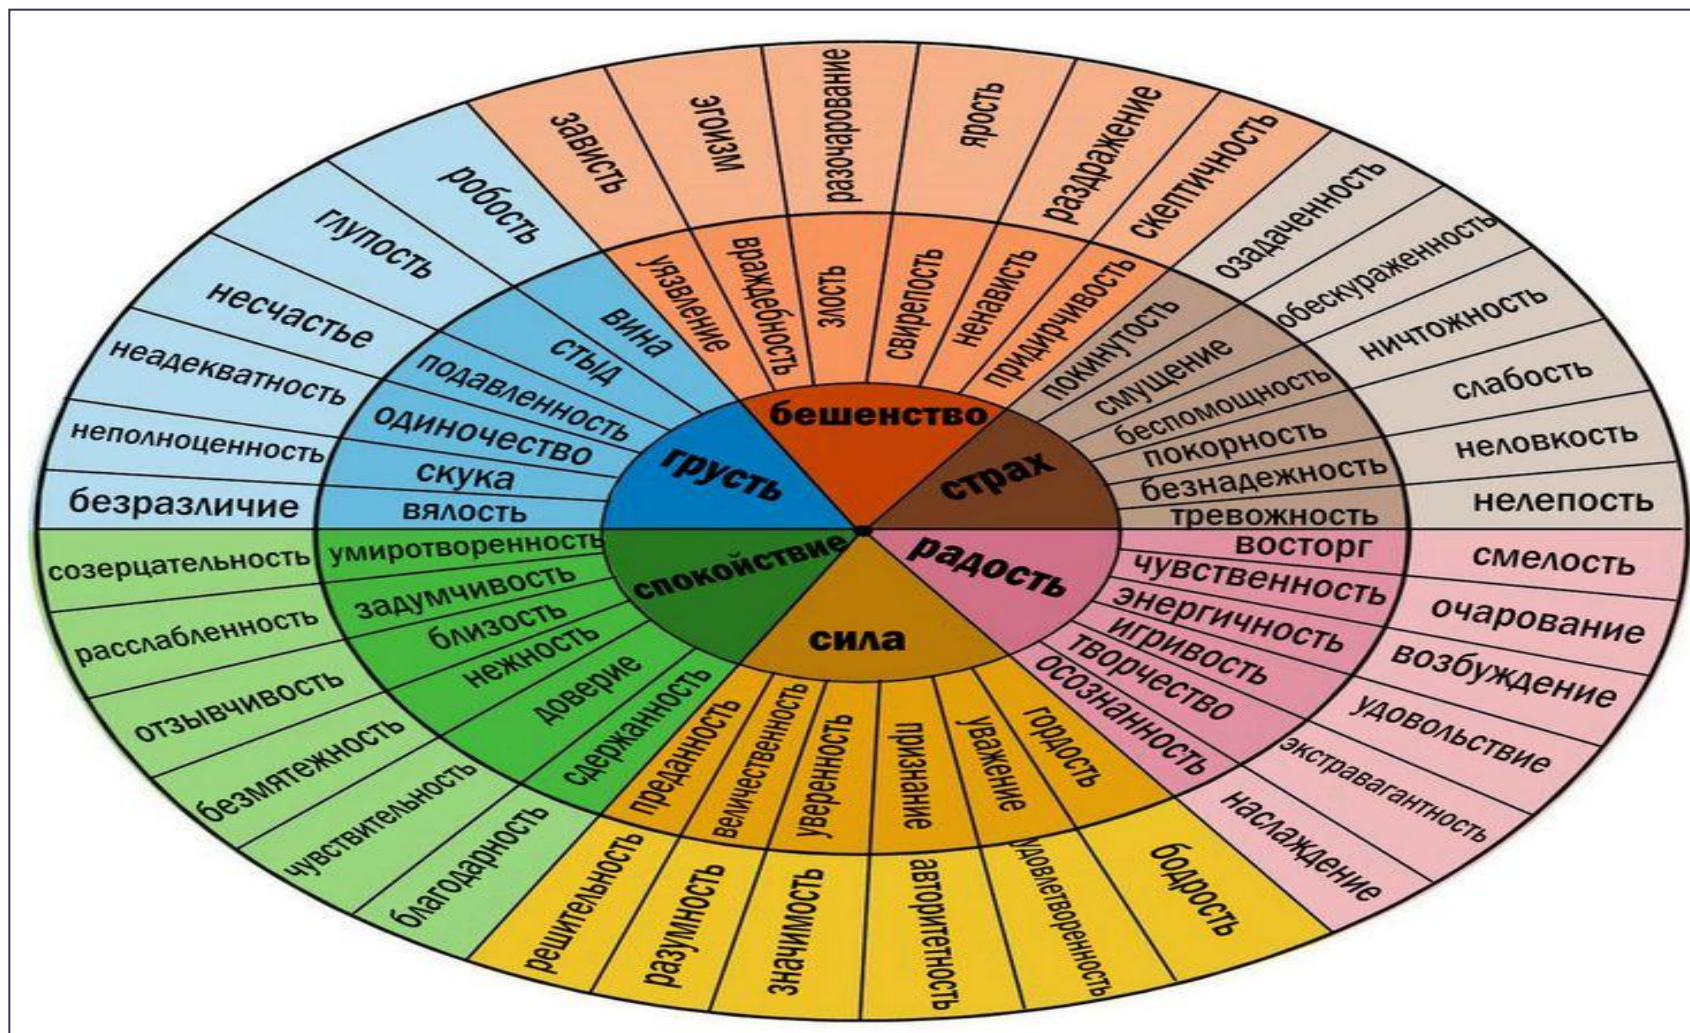 бешенство
страх
радость
сила
спокойствие
грусть
уязвление
враждебность
злость
свирепость
ненависть
придирчивость
покинутость
смущение
беспомощность
покорность
безнадежность
тревожность
восторг
чувственность
энергичность
игривость
творчество
осознанность
гордость
уважение
признание
уверенность
величественность
преданность
сдержанность
доверие
нежность
близость
задумчивость
умиротворенность
вялость
скука
одиночество
подавленность
стыд
вина
зависть
эгоизм
разочарование
ярость
раздражение
скептичность
озадаченность
обескураженность
ничтожность
слабость
неловкость
нелепость
смелость
очарование
возбуждение
удовольствие
экстравагантность
наслаждение
бодрость
удовлетворенность
авторитетность
значимость
разумность
решительность
благодарность
чувствительность
безмятежность
отзывчивость
расслабленность
созерцательность
безразличие
неполноценность
неадекватность
несчастье
глупость
робость